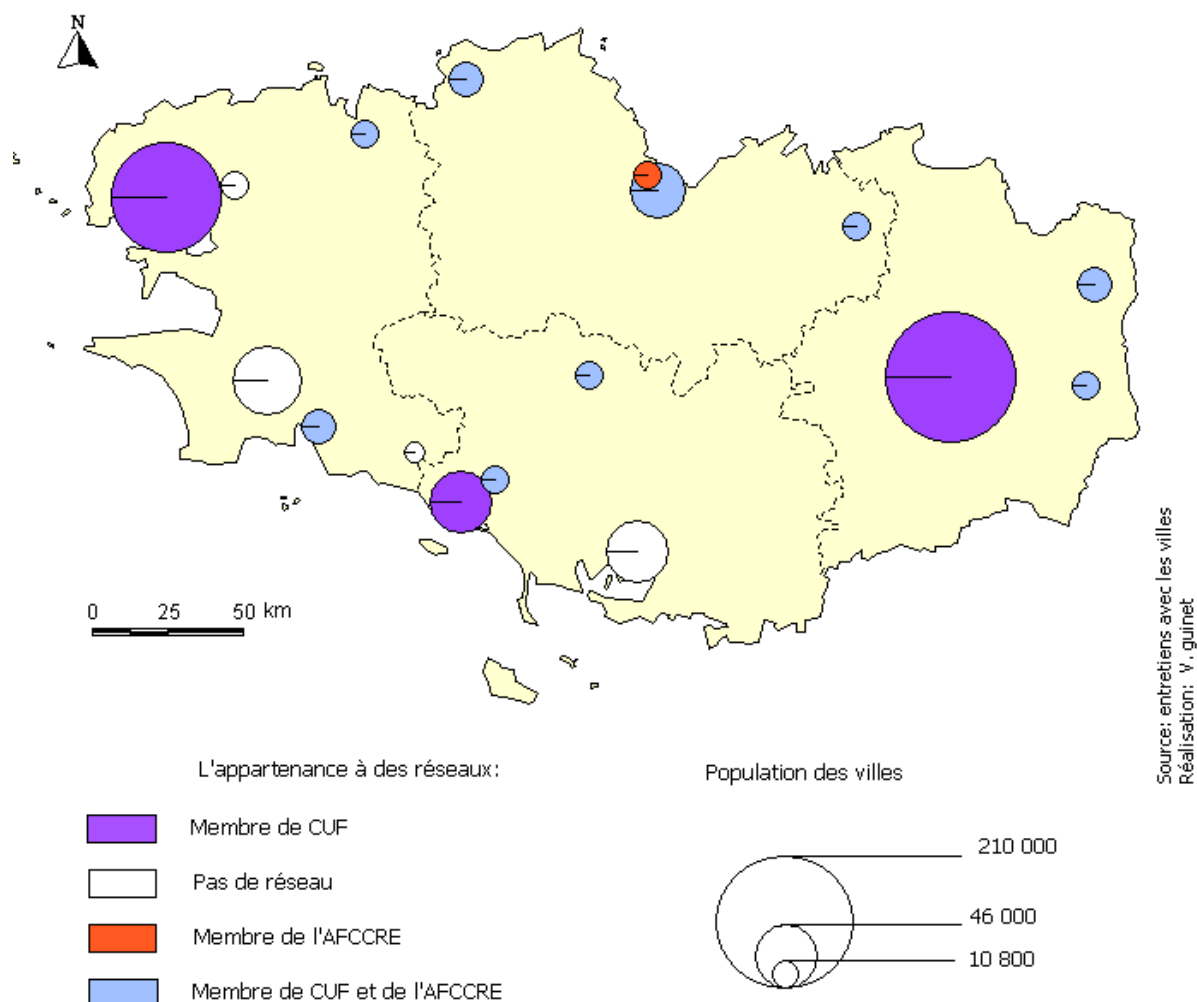 N
0 25 50 km
Source: entretiens avec les villes
Réalisation: V. guinet
L'appartenance à des réseaux:
Membre de CUF
Pas de réseau
Membre de l'AFCCRE
Membre de CUF et de l'AFCCRE
Population des villes
210 000
46 000
10 800